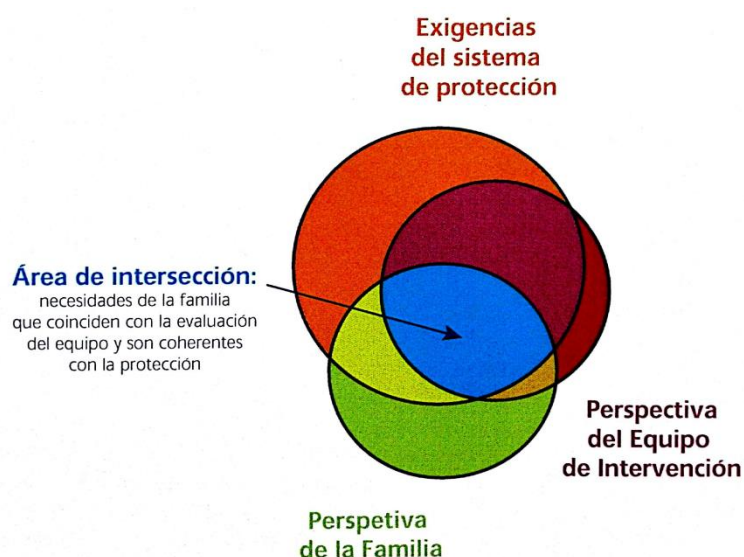 Exigencias
del sistema
de protección
Área de intersección:
necesidades de la familia
que coinciden con la evaluación
del equipo y son coherentes
con la protección
Perspectiva
del Equipo
de Intervención
Perspetiva
de la Familia